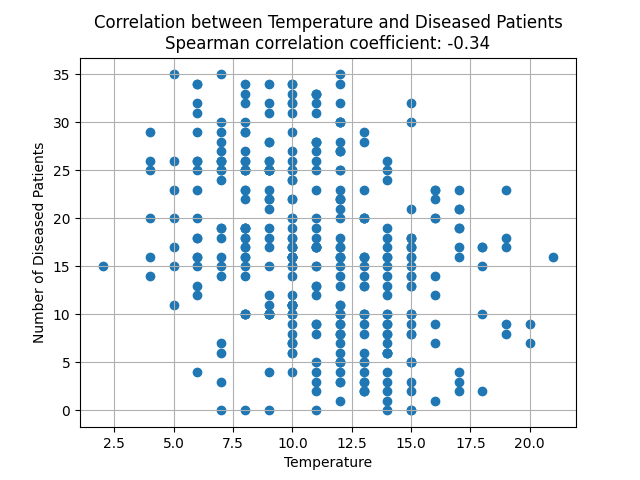 Correlation between Temperature and Diseased Patients
Spearman correlation coefficient: -0.34
Number of Diseased Patients
35
30
25
20
15
10
5
0
2.5 5.0 7.5 10.0 12.5 15.0 17.5 20.0
Temperature